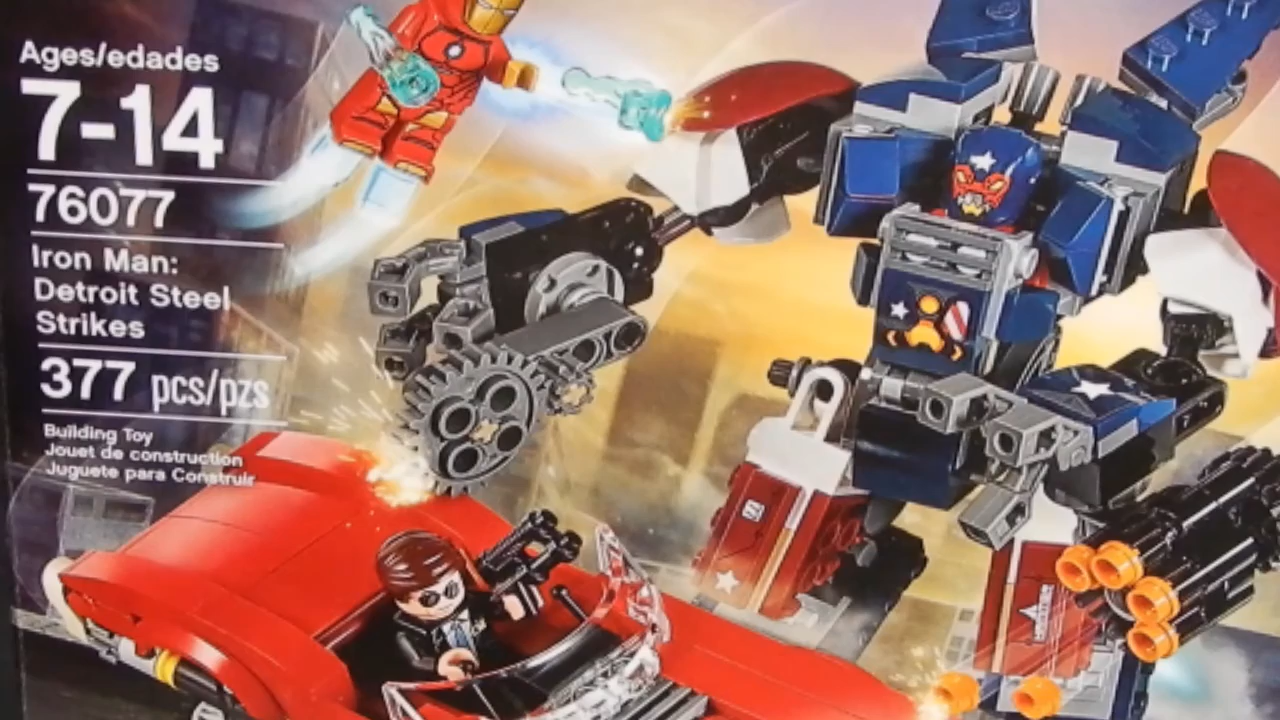 Ages/edades
7-14
76077
Iron Man:
Detroit Steel
Strikes
377 pcs/pzs
Building Toy
Jouet de construction
Juguete para Construir